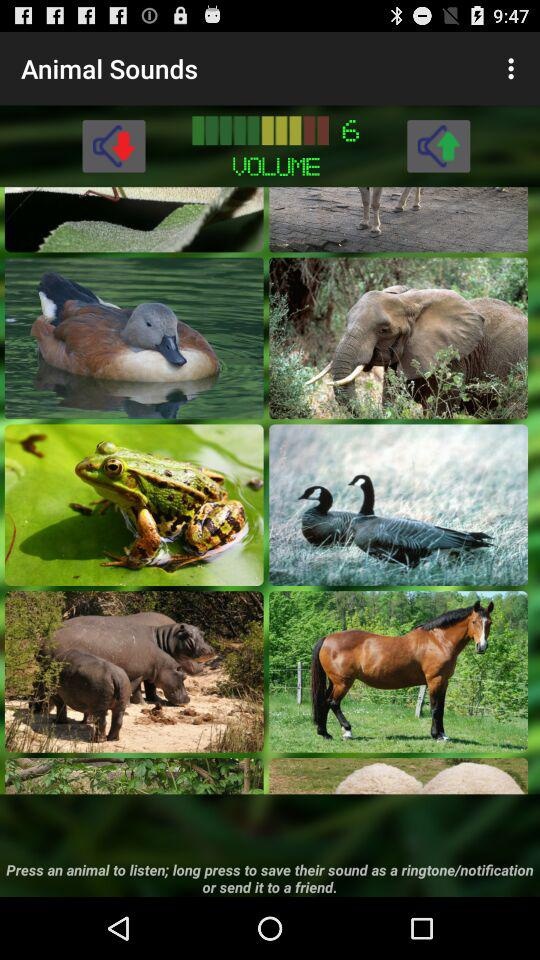 9:47
Animal Sounds
6
VOLUME
Press an animal to listen; long press to save their sound as a ringtone/notification
or send it to a friend.